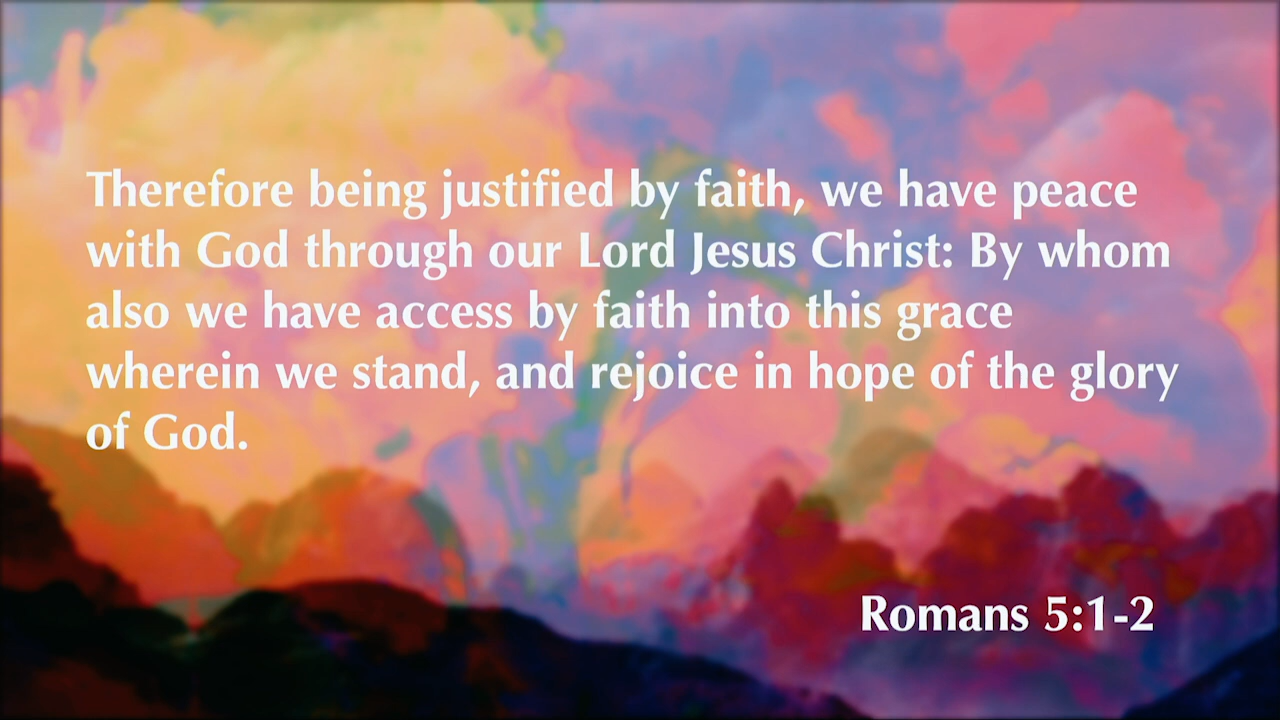 Therefore being justified by faith, we have peace
with God through our Lord Jesus Christ: By whom
also we have access by faith into this grace
wherein we stand, and rejoice in hope of the glory
of God.
Romans 5:1-2